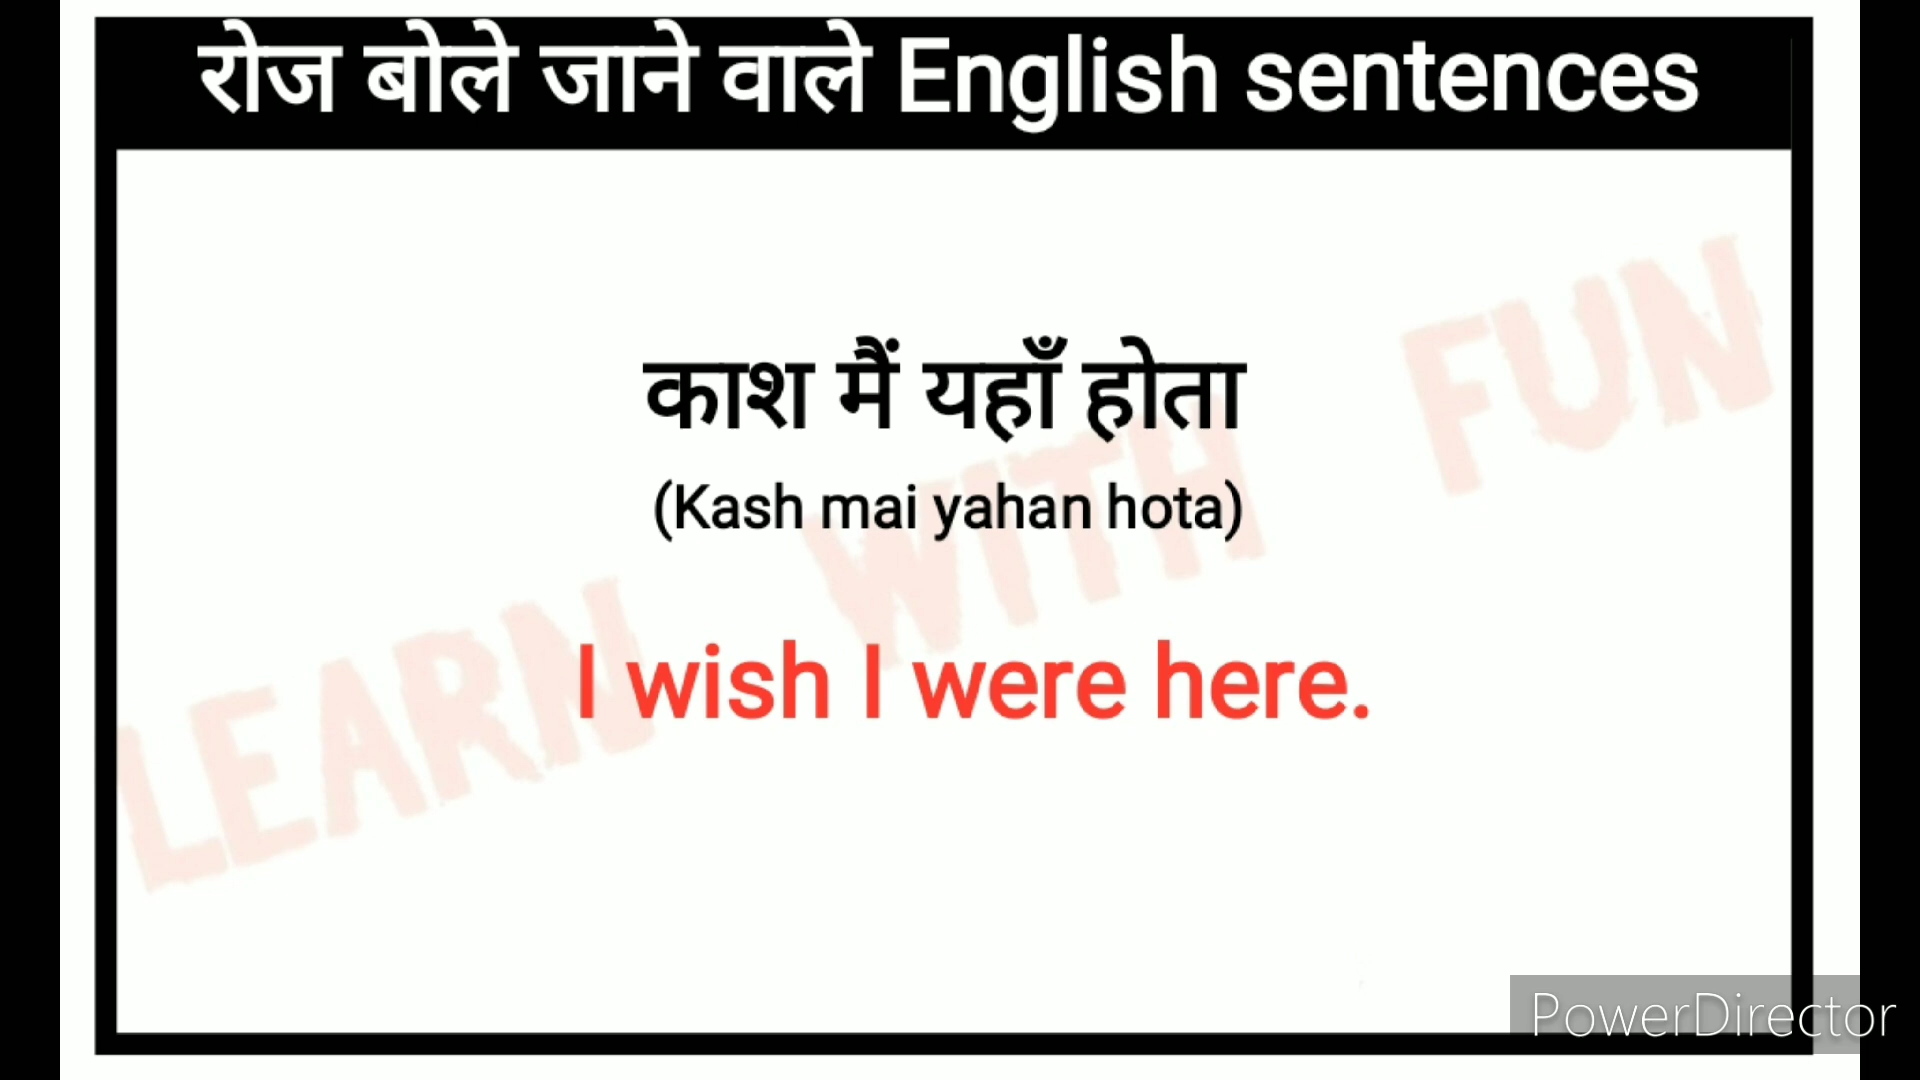 रोज बोले जाने वाले English sentences
काश मैं यहाँ होता
(Kash mai yahan hota)
I wish I were here.
LEARN WITH FUN
PowerDirector